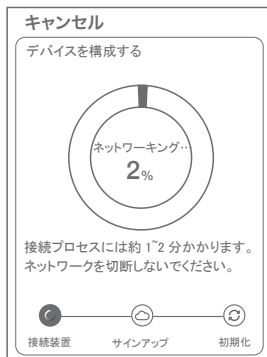 キャンセル
デバイスを構成する
ネットワーキング‥
2%
接続プロセスには約 1~2 分かかります。
ネットワークを切断しないでください。
接続装置
サインアップ
初期化